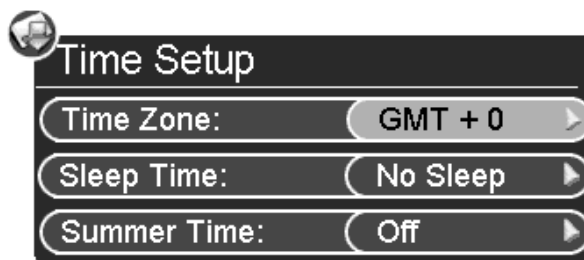 Time Setup
Time Zone: GMT + 0
Sleep Time: No Sleep
Summer Time: Off